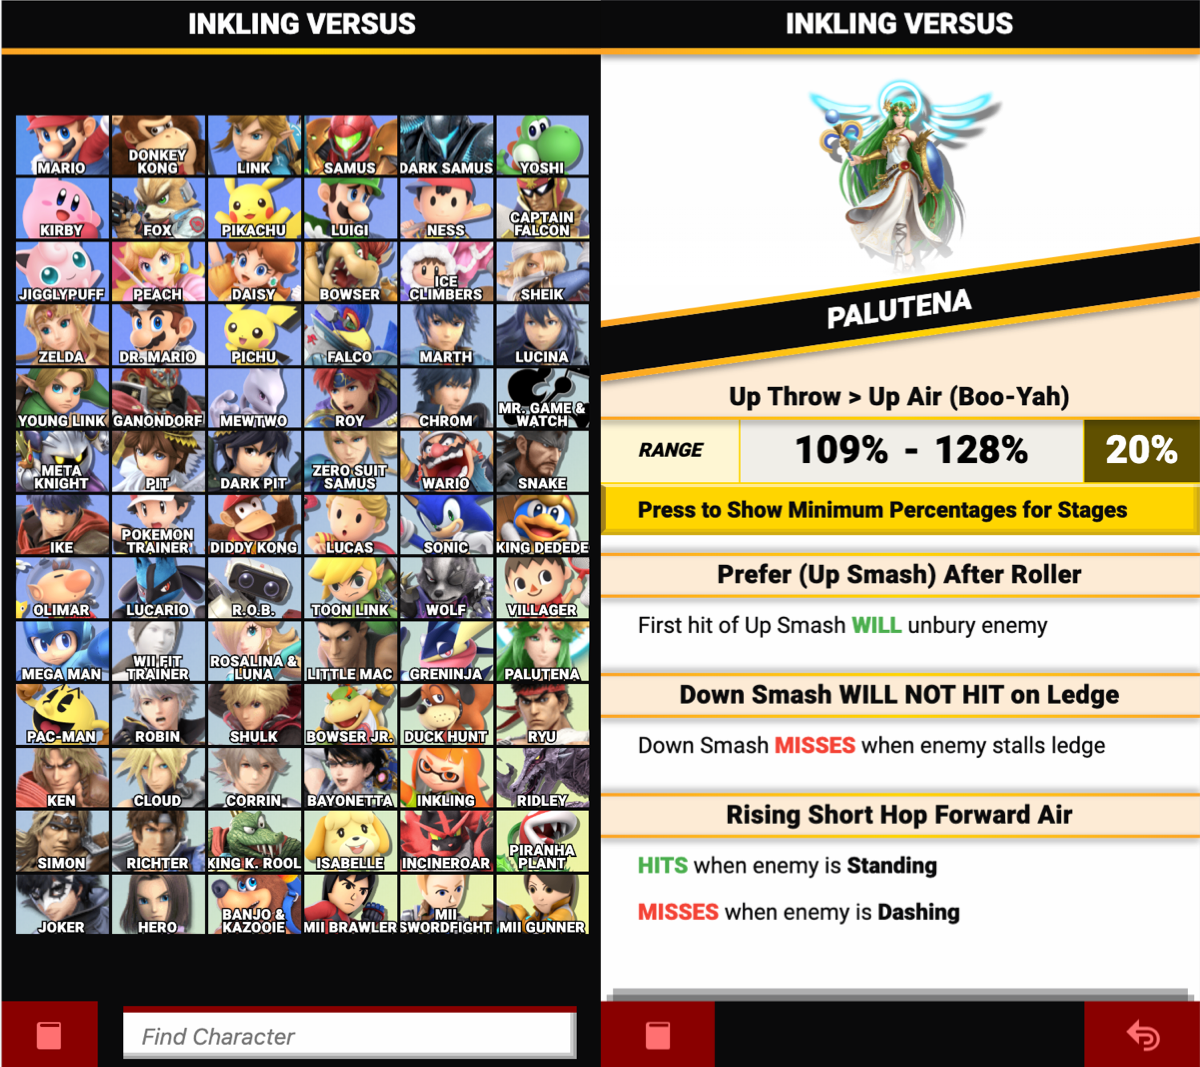 INKLING VERSUS
MARIO
DONKEY
KONG
LINK
SAMUS
DARK SAMUS
YOSHI
KIRBY
FOX
PIKACHU
LUIGI
NESS
CAPTAIN
FALCON
JIGGLYPUFF
PEACH
DAISY
BOWSER
ICE
CLIMBERS
SHEIK
ZELDA
DR. MARIO
PICHU
FALCO
MARTH
LUCINA
YOUNG LINK
GANONDORF
MEWTWO
ROY
CHROM
MR. GAME &
WATCH
META
KNIGHT
PIT
DARK PIT
ZERO SUIT
SAMUS
WARIO
SNAKE
IKE
POKEMON
TRAINER
DIDDY KONG
LUCAS
SONIC
KING DEDEDE
OLIMAR
LUCARIO
R.O.B.
TOON LINK
WOLF
VILLAGER
MEGA MAN
WII FIT
TRAINER
ROSALINA &
LUNA
LITTLE MAC
GRENINJA
PALUTENA
PAC-MAN
ROBIN
SHULK
BOWSER JR.
DUCK HUNT
RYU
KEN
CLOUD
CORRIN
BAYONETTA
INKLING
RIDLEY
SIMON
RICHTER
KING K. ROOL
ISABELLE
INCINEROAR
PIRANHA
PLANT
JOKER
HERO
BANJO &
KAZOOIE
MII BRAWLER
MII
SWORDFIGHT
MII GUNNER
Find Character
INKLING VERSUS
PALUTENA
Up Throw > Up Air (Boo-Yah)
RANGE 109% - 128% 20%
Press to Show Minimum Percentages for Stages
Prefer (Up Smash) After Roller
First hit of Up Smash WILL unbury enemy
Down Smash WILL NOT HIT on Ledge
Down Smash MISSES when enemy stalls ledge
Rising Short Hop Forward Air
HITS when enemy is Standing
MISSES when enemy is Dashing